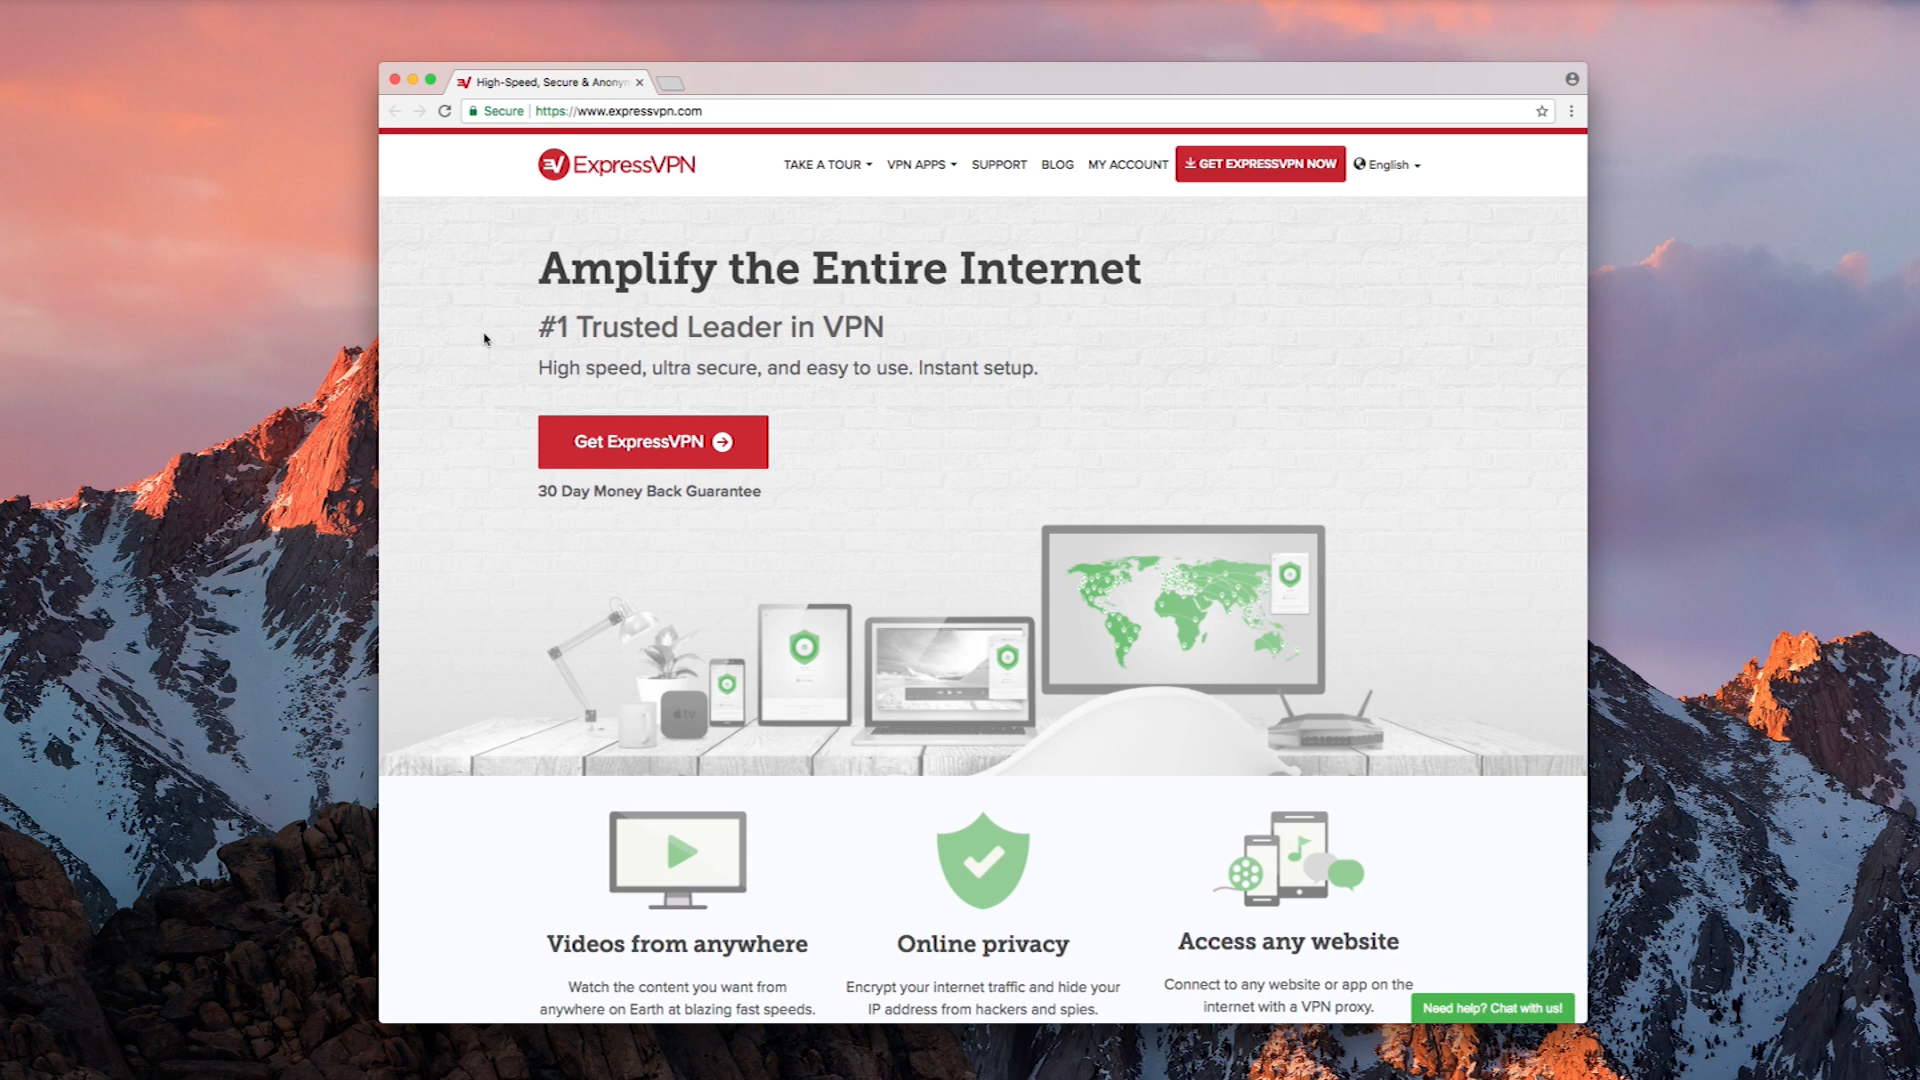 High-Speed, Secure & Anonym
Secure | https://www.expressvpn.com
ExpressVPN
TAKE A TOUR
VPN APPS
SUPPORT
BLOG
MY ACCOUNT
GET EXPRESSVPN NOW
English
Amplify the Entire Internet
#1 Trusted Leader in VPN
High speed, ultra secure, and easy to use. Instant setup.
Get ExpressVPN
30 Day Money Back Guarantee
tv
Videos from anywhere
Watch the content you want from
anywhere on Earth at blazing fast speeds.
Online privacy
Encrypt your internet traffic and hide your
IP address from hackers and spies.
Access any website
Connect to any website or app on the
internet with a VPN proxy.
Need help? Chat with us!